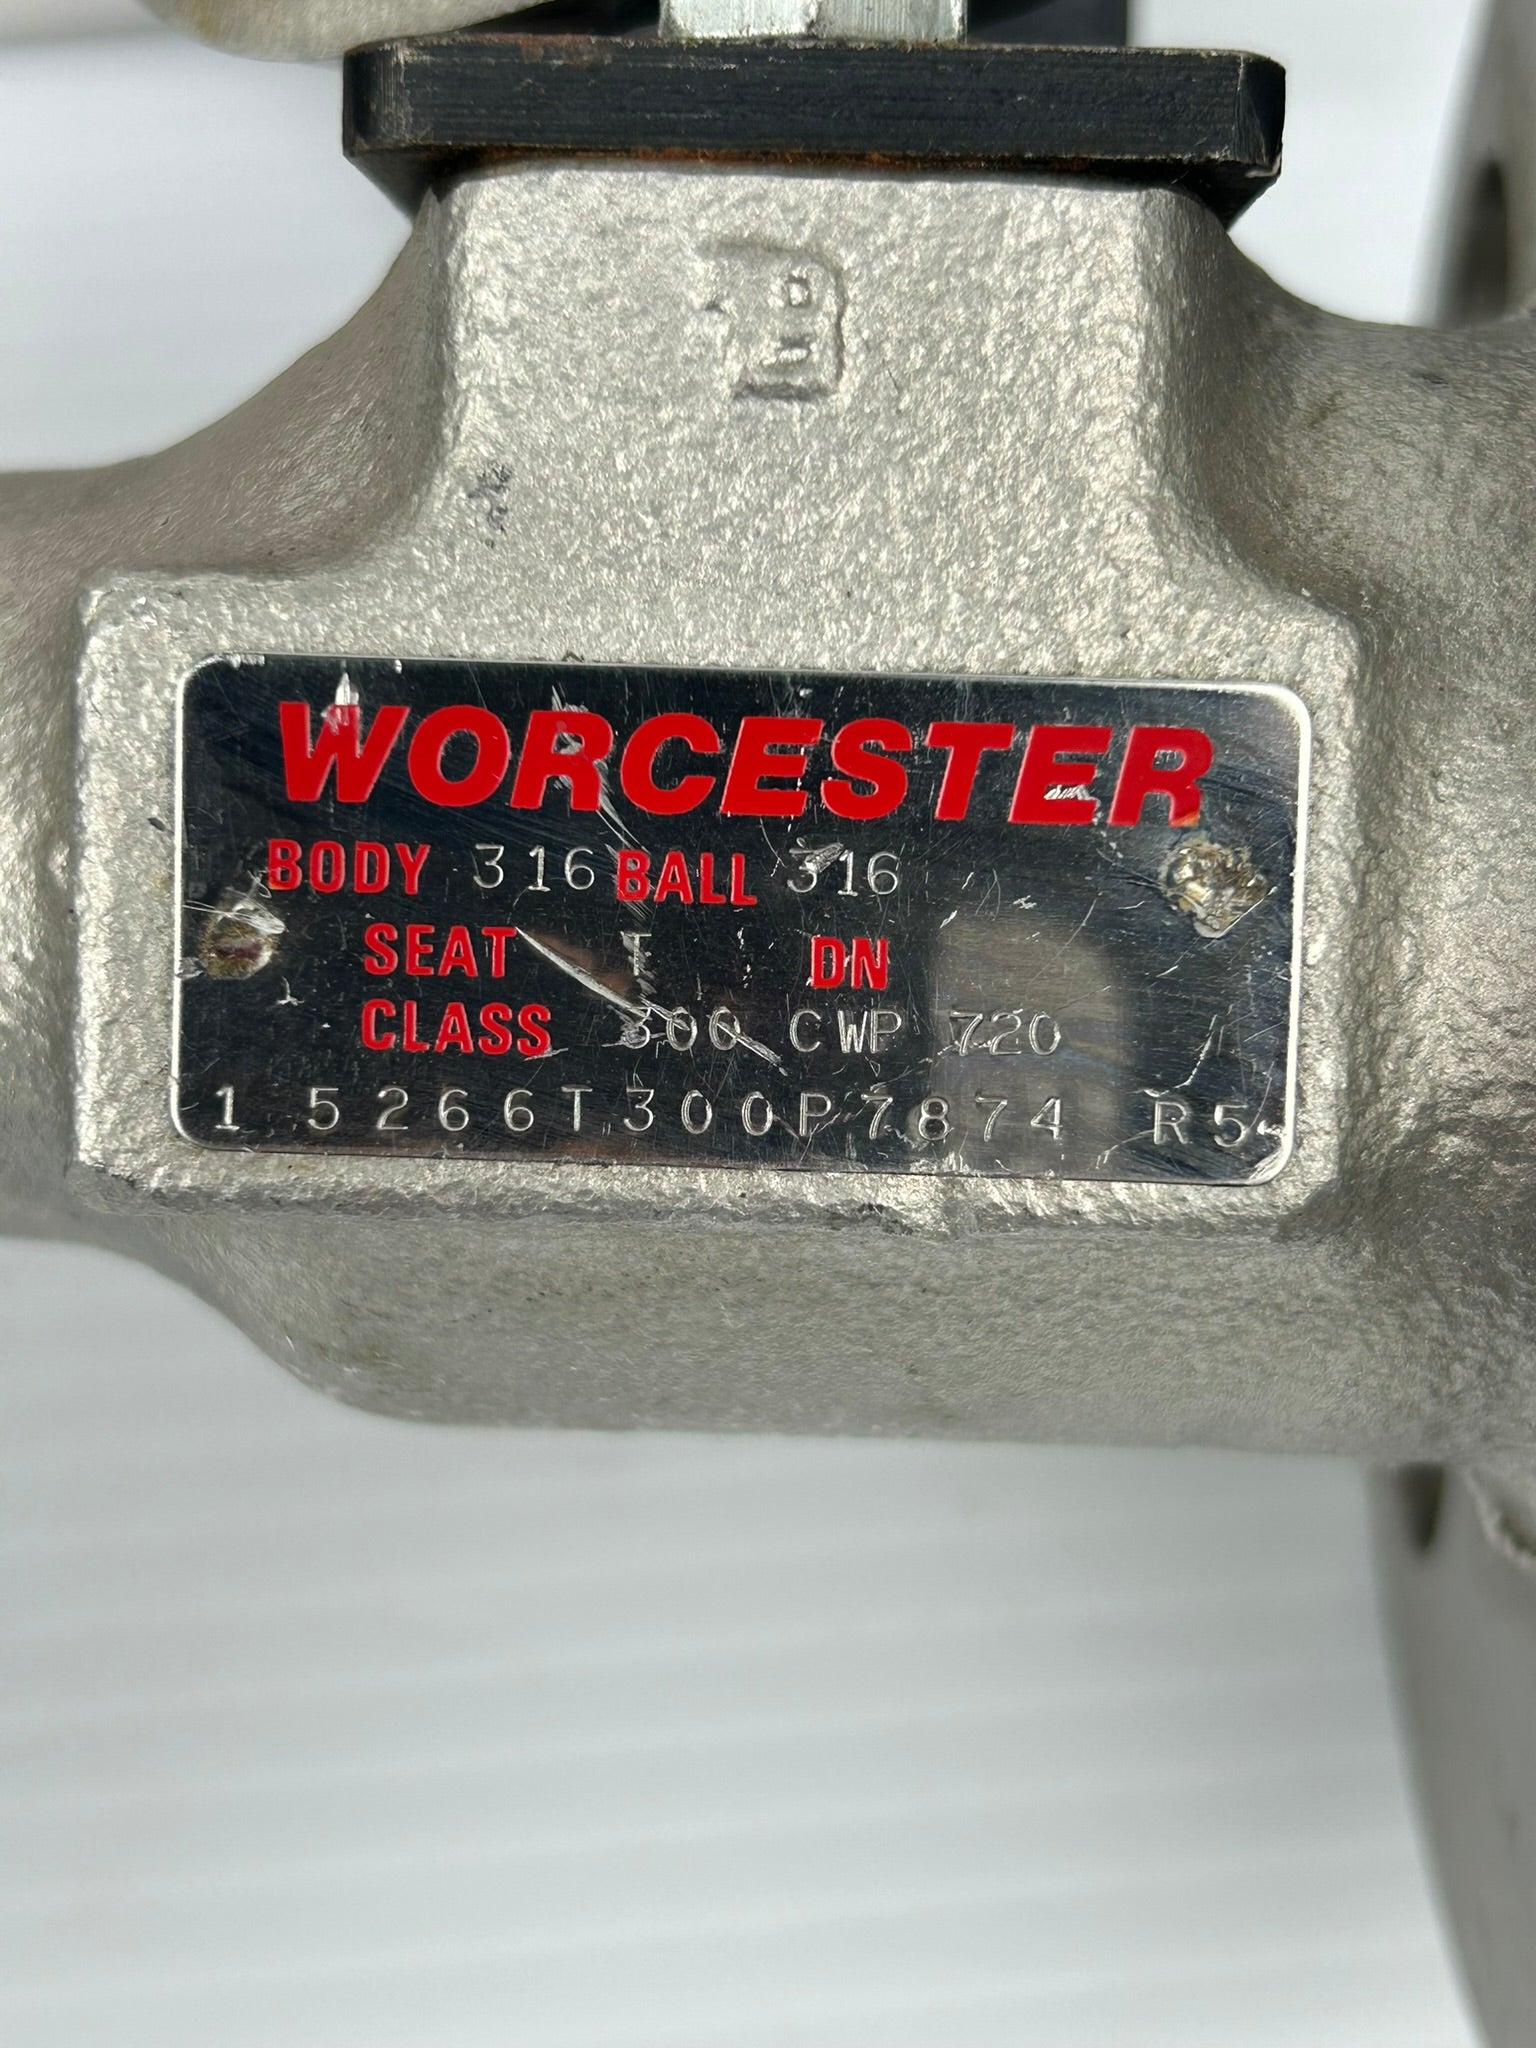 WORCESTER
BODY 316 BALL 316
SEAT T DN
CLASS 300 CWP 720
1 5266T300P7874 R5